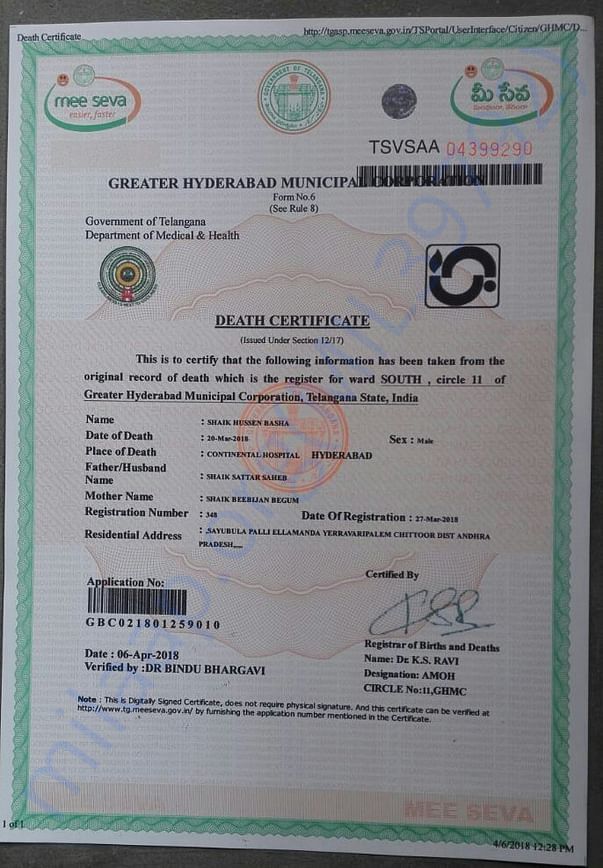 Death Certificate
http://tgasp.meeseva.gov.in/TSPortal/UserInterface/Citizen/GHMC/D...
mee seva
easier, faster
GOVERNMENT OF TELANGANA
మీ సేవ
TSVSAA 04399290
GREATER HYDERABAD MUNICIPAL CORPORATION
Form No.6
(See Rule 8)
Government of Telangana
Department of Medical & Health
DEATH CERTIFICATE
(Issued Under Section 12/17)
This is to certify that the following information has been taken from the
original record of death which is the register for ward SOUTH , circle 11 of
Greater Hyderabad Municipal Corporation, Telangana State, India
Name : SHAIK HUSSEN BASHA
Date of Death : 20-Mar-2018 Sex : Male
Place of Death : CONTINENTAL HOSPITAL HYDERABAD
Father/Husband
Name : SHAIK SATTAR SAHEB
Mother Name : SHAIK BEEBIJAN BEGUM
Registration Number : 348 Date Of Registration : 27-Mar-2018
Residential Address : ,SAYUBULA PALLI ELLAMANDA YERRAVARIPALEM CHITTOOR DIST ANDHRA
PRADESH,,,,
Application No:
GBC021801259010
Certified By
Date : 06-Apr-2018
Verified by :DR BINDU BHARGAVI
Registrar of Births and Deaths
Name: Dr. K.S. RAVI
Designation: AMOH
CIRCLE No:11,GHMC
Note : This is Digitally Signed Certificate, does not require physical signature. And this certificate can be verified at
http://www.tg.meeseva.gov.in/ by furnishing the application number mentioned in the Certificate.
MEE SEVA
MEE SEVA
1 of 1
4/6/2018 12:28 PM